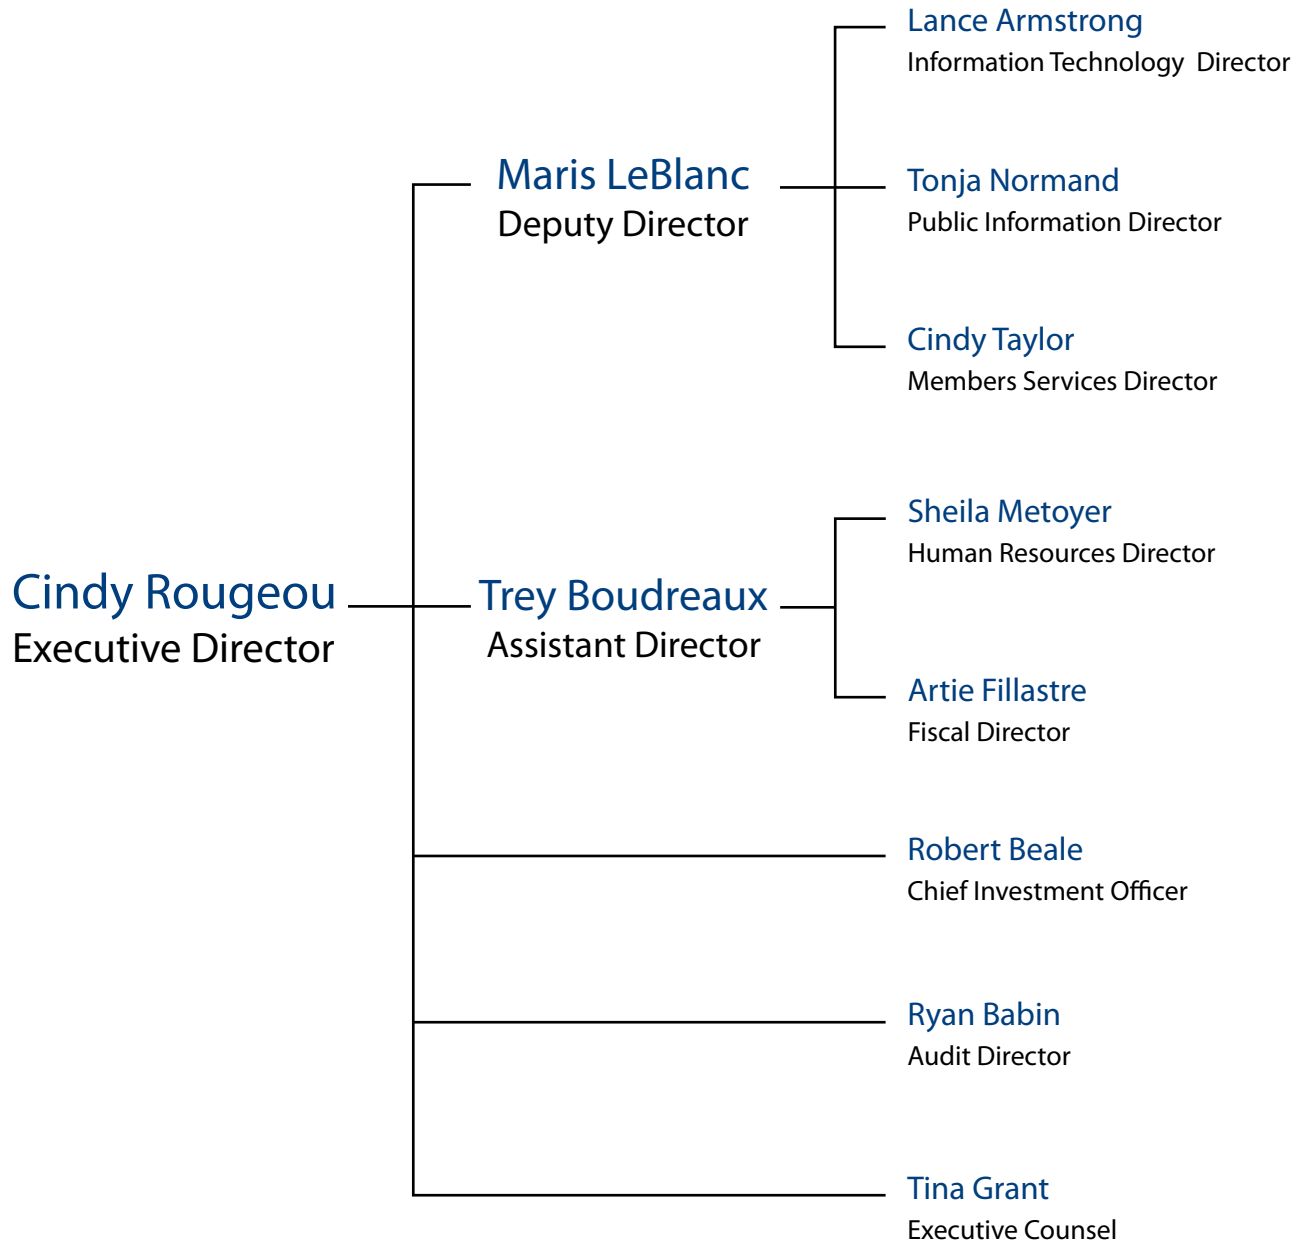 Lance Armstrong
Information Technology Director
Maris LeBlanc
Deputy Director
Tonja Normand
Public Information Director
Cindy Taylor
Members Services Director
Sheila Metoyer
Human Resources Director
Cindy Rougeou
Executive Director
Trey Boudreaux
Assistant Director
Artie Fillastre
Fiscal Director
Robert Beale
Chief Investment Officer
Ryan Babin
Audit Director
Tina Grant
Executive Counsel